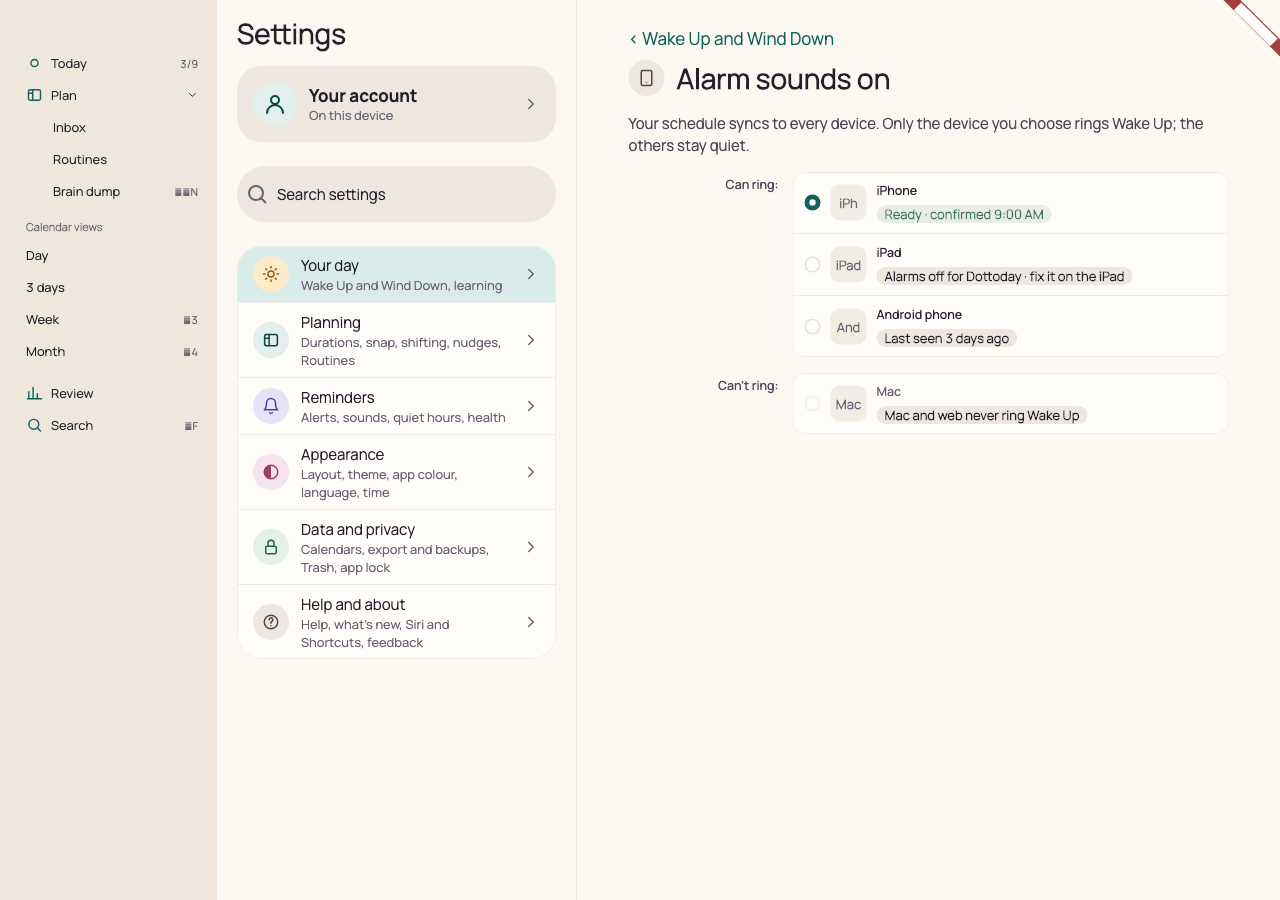 Today 3/9
Plan
Inbox
Routines
Brain dump N
Calendar views
Day
3 days
Week 3
Month 4
Review
Search F
Settings
Your account
On this device
Search settings
Your day
Wake Up and Wind Down, learning
Planning
Durations, snap, shifting, nudges,
Routines
Reminders
Alerts, sounds, quiet hours, health
Appearance
Layout, theme, app colour,
language, time
Data and privacy
Calendars, export and backups,
Trash, app lock
Help and about
Help, what's new, Siri and
Shortcuts, feedback
‹ Wake Up and Wind Down
Alarm sounds on
Your schedule syncs to every device. Only the device you choose rings Wake Up; the
others stay quiet.
Can ring:
iPh
iPhone
Ready · confirmed 9:00 AM
iPad
iPad
Alarms off for Dottoday · fix it on the iPad
And
Android phone
Last seen 3 days ago
Can't ring:
Mac
Mac
Mac and web never ring Wake Up